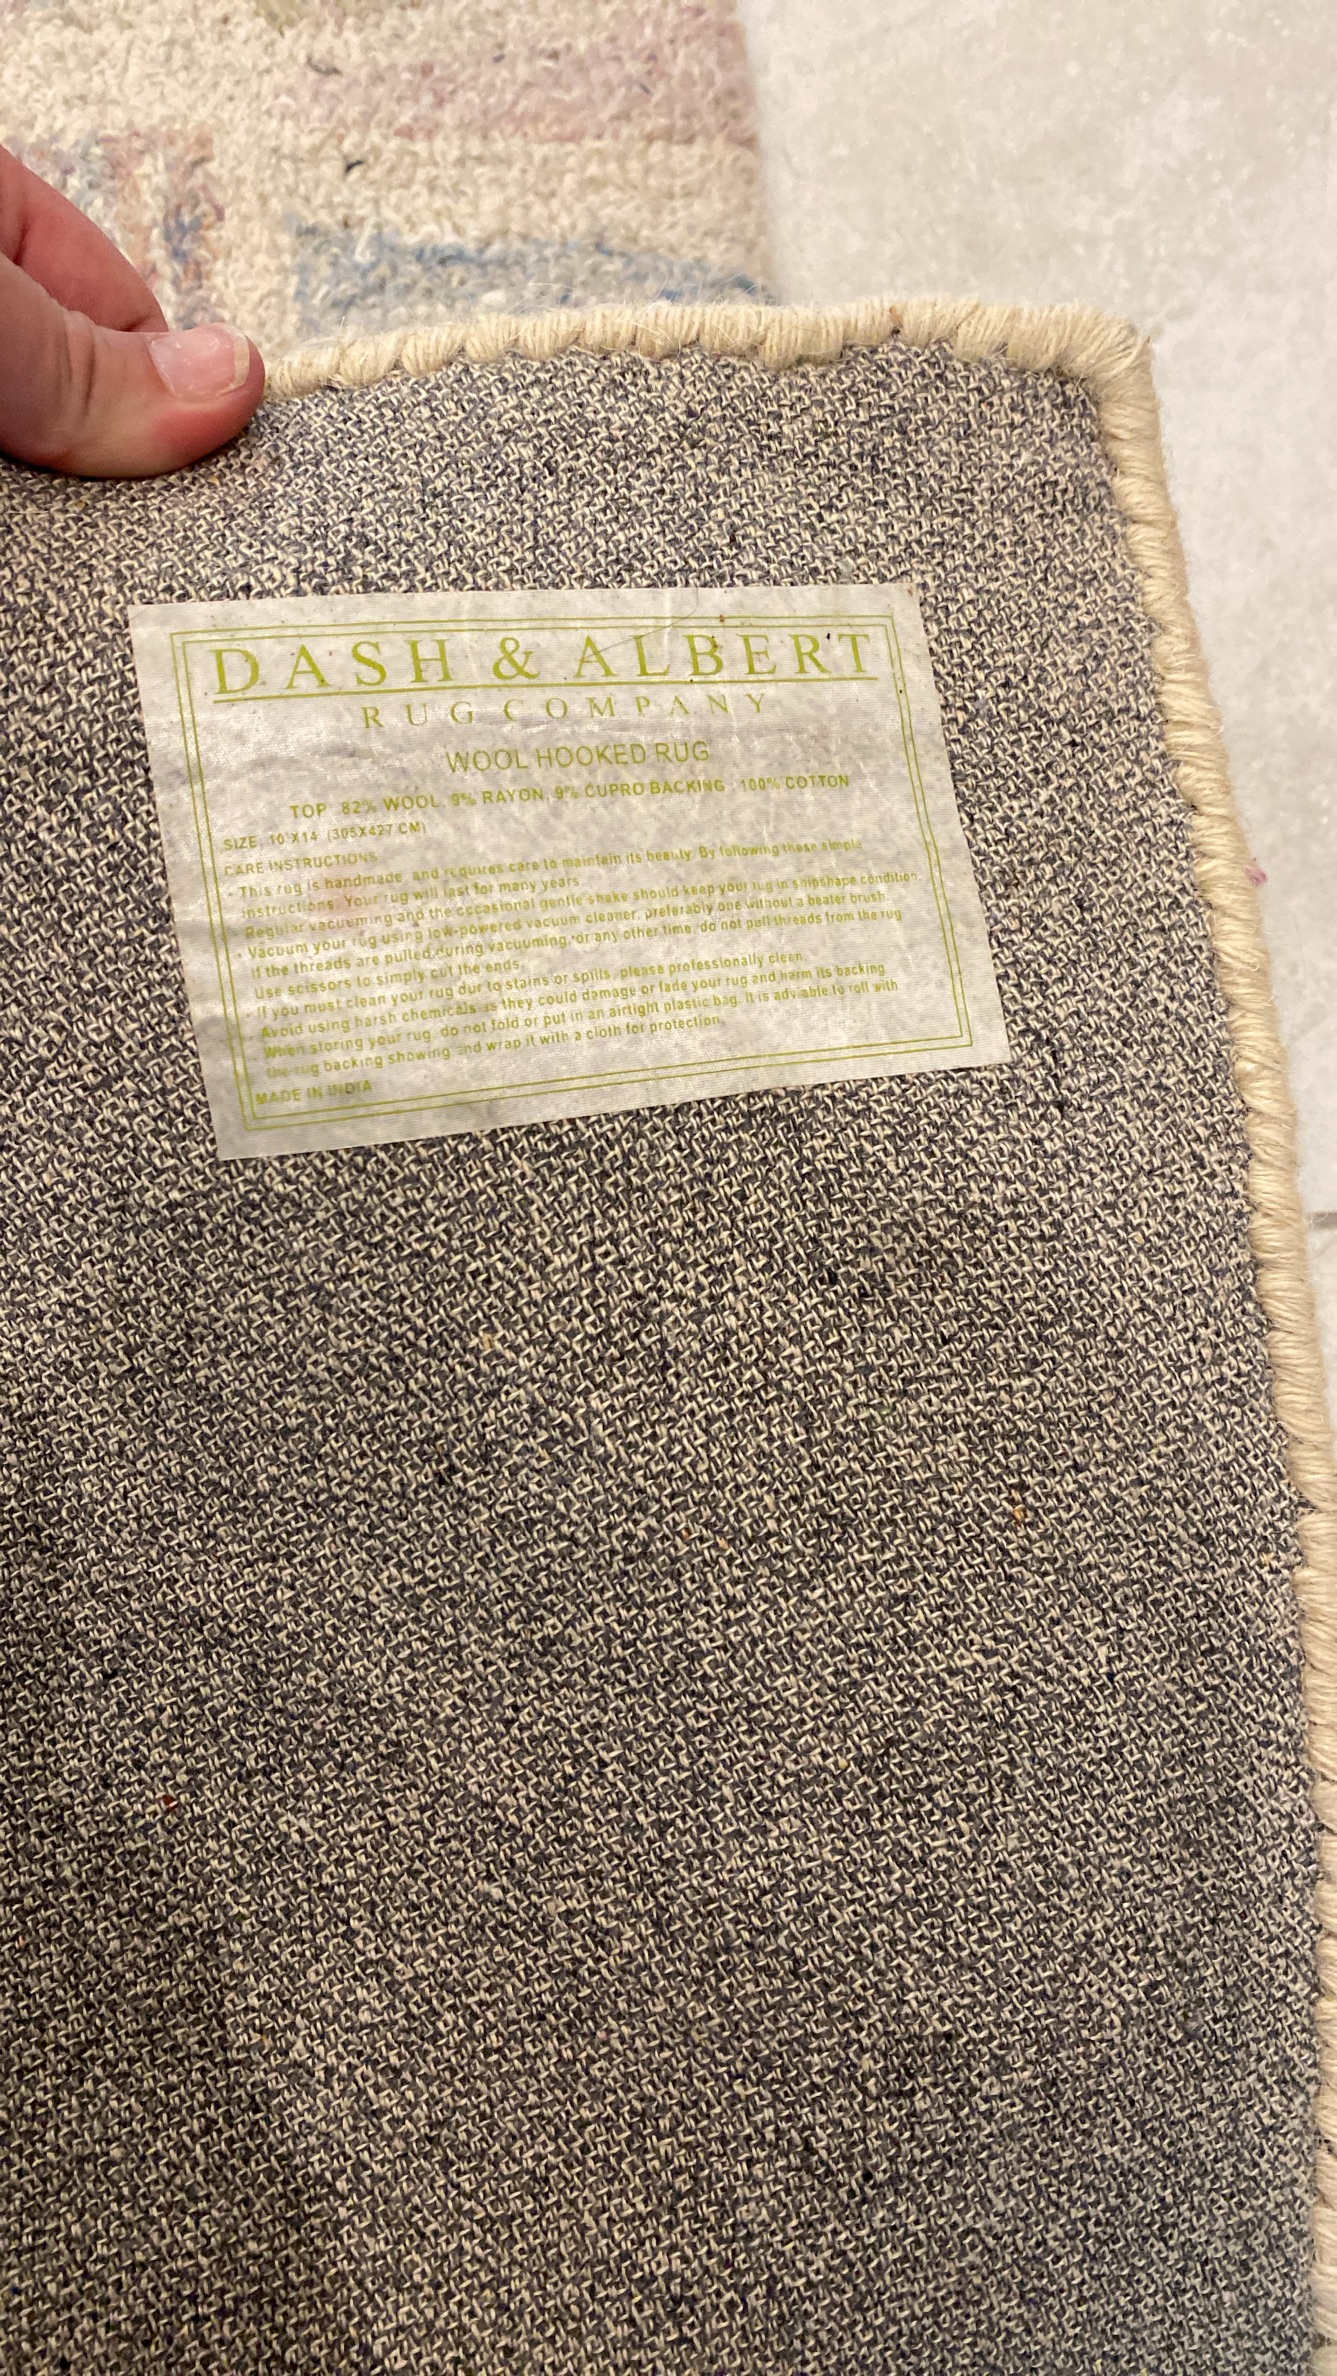 DASH & ALBERT
RUG COMPANY
WOOL HOOKED RUG
TOP 82% WOOL, 9% RAYON, 9% CUPRO BACKING - 100% COTTON
SIZE: 10'X14' (305X427 CM)
CARE INSTRUCTIONS
- This rug is handmade, and requires care to maintain its beauty. By following these simple
instructions. Your rug will last for many years
Regular vacueming and the occasional gentle shake should keep your rug in shipshape condition.
- Vacuum your rug using low-powered vacuum cleaner, preferably one without a beater brush.
If the threads are pulled during vacuuming, or any other time, do not pull threads from the rug
Use scissors to simply cut the ends.
- If you must clean your rug dur to stains or spills, please professionally clean.
Avoid using harsh chemicals as they could damage or fade your rug and harm its backing
When storing your rug, do not fold or put in an airtight plastic bag. It is advisable to roll with
the rug backing showing and wrap it with a cloth for protection.
MADE IN INDIA